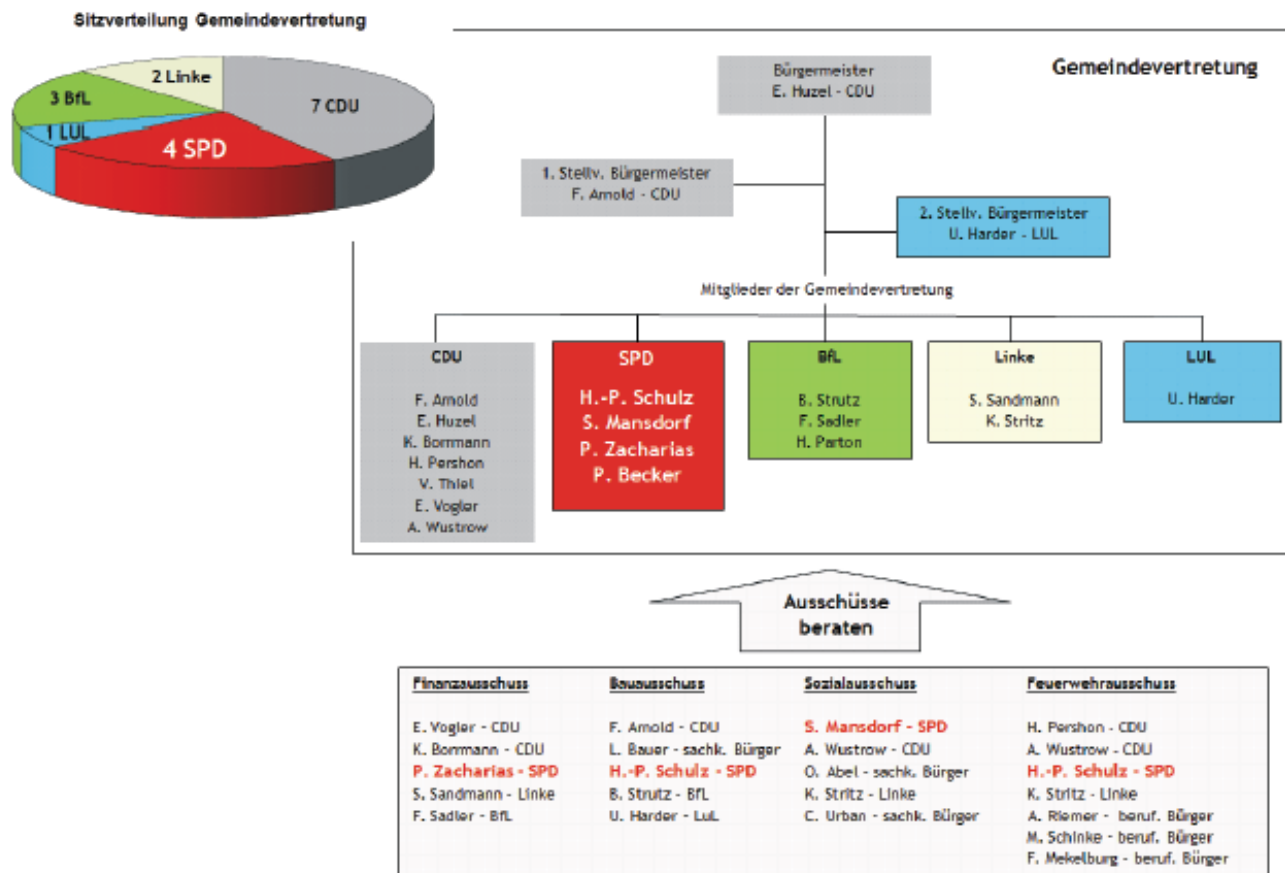 Sitzverteilung Gemeindevertretung
2 Linke
3 BfL
7 CDU
1 LUL
4 SPD
Gemeindevertretung
Bürgermeister
E. Huzel - CDU
1. Stellv. Bürgermeister
F. Arnold - CDU
2. Stellv. Bürgermeister
U. Harder - LUL
Mitglieder der Gemeindevertretung
CDU
F. Arnold
E. Huzel
K. Borrmann
H. Pershon
V. Thiel
E. Vogler
A. Wustrow
SPD
H.-P. Schulz
S. Mansdorf
P. Zacharias
P. Becker
BfL
B. Strutz
F. Sadler
H. Parton
Linke
S. Sandmann
K. Stritz
LUL
U. Harder
Ausschüsse
beraten
Finanzausschuss
E. Vogler - CDU
K. Borrmann - CDU
P. Zacharias - SPD
S. Sandmann - Linke
F. Sadler - BfL
Bauausschuss
F. Arnold - CDU
L. Bauer - sachk. Bürger
H.-P. Schulz - SPD
B. Strutz - BfL
U. Harder - LuL
Sozialausschuss
S. Mansdorf - SPD
A. Wustrow - CDU
O. Abel - sachk. Bürger
K. Stritz - Linke
C. Urban - sachk. Bürger
Feuerwehrausschuss
H. Pershon - CDU
A. Wustrow - CDU
H.-P. Schulz - SPD
K. Stritz - Linke
A. Riemer - beruf. Bürger
M. Schinke - beruf. Bürger
F. Mekelburg - beruf. Bürger